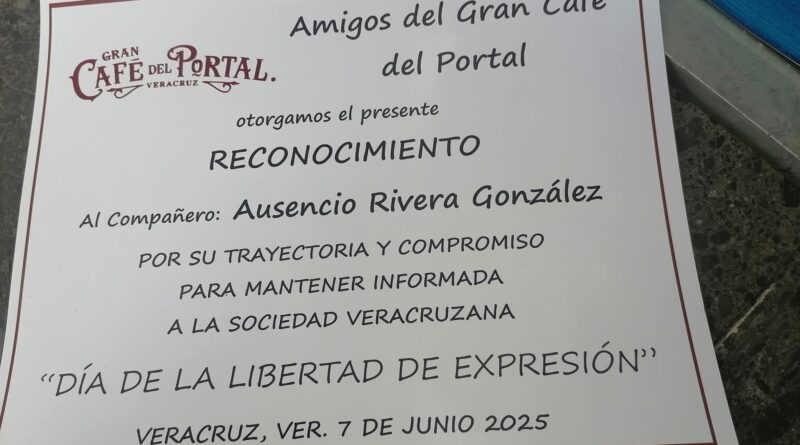 Amigos del Gran Café
del Portal
GRAN
CAFÉ DEL PORTAL.
VERACRUZ
otorgamos el presente
RECONOCIMIENTO
Al Compañero: Ausencio Rivera González
POR SU TRAYECTORIA Y COMPROMISO
PARA MANTENER INFORMADA
A LA SOCIEDAD VERACRUZANA
“DÍA DE LA LIBERTAD DE EXPRESIÓN”
VERACRUZ, VER. 7 DE JUNIO 2025